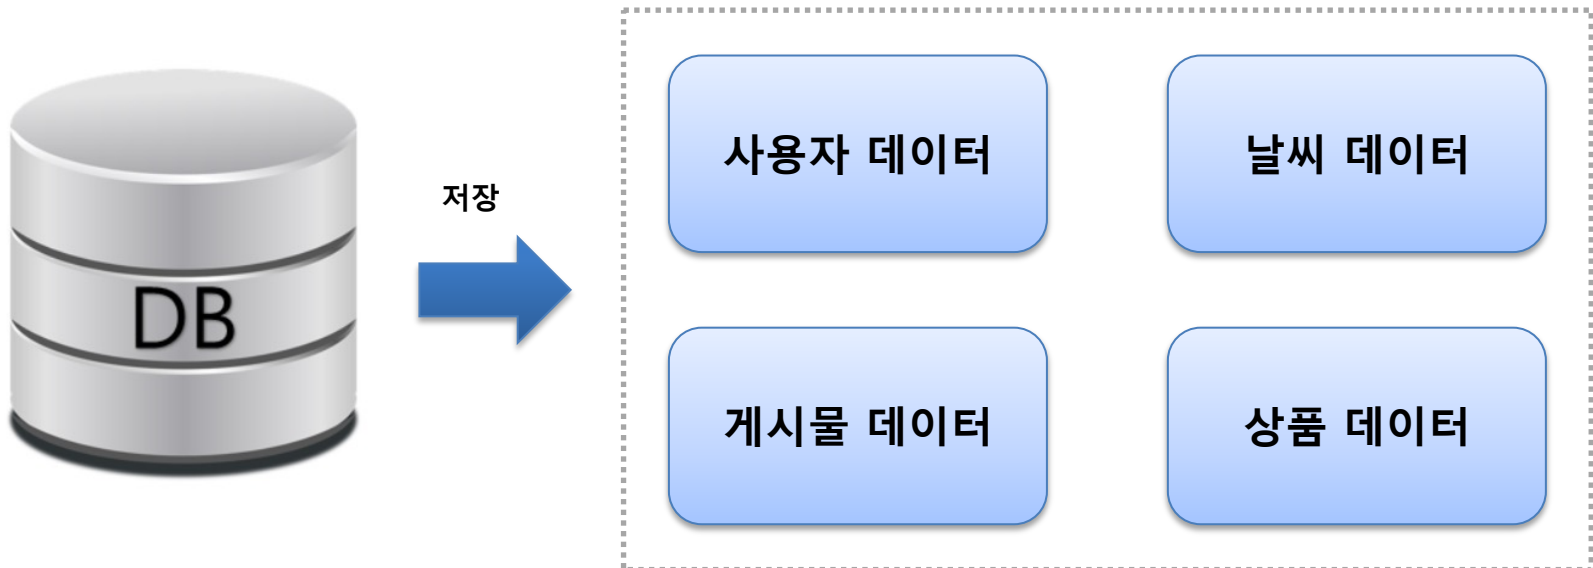 DB
저장
사용자 데이터
날씨 데이터
게시물 데이터
상품 데이터